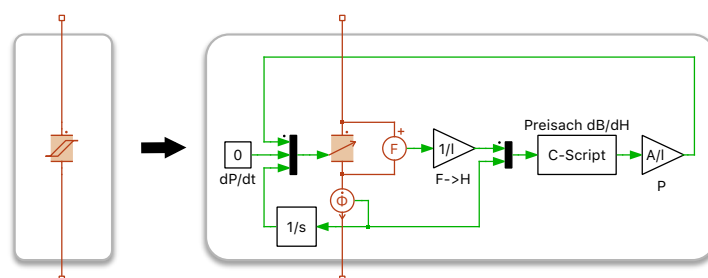 Preisach dB/dH
+
0
F
1/l
C-Script
A/l
dP/dt
F->H
P
Φ
1/s